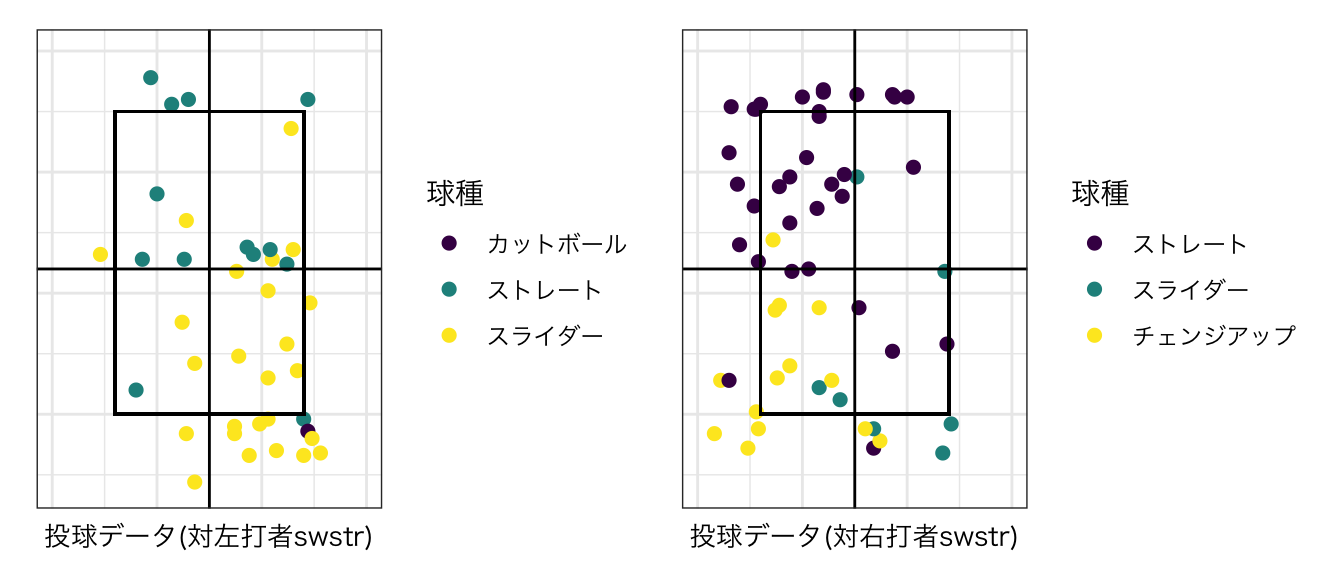 球種
カットボール
ストレート
スライダー
投球データ(対左打者swstr)
球種
ストレート
スライダー
チェンジアップ
投球データ(対右打者swstr)